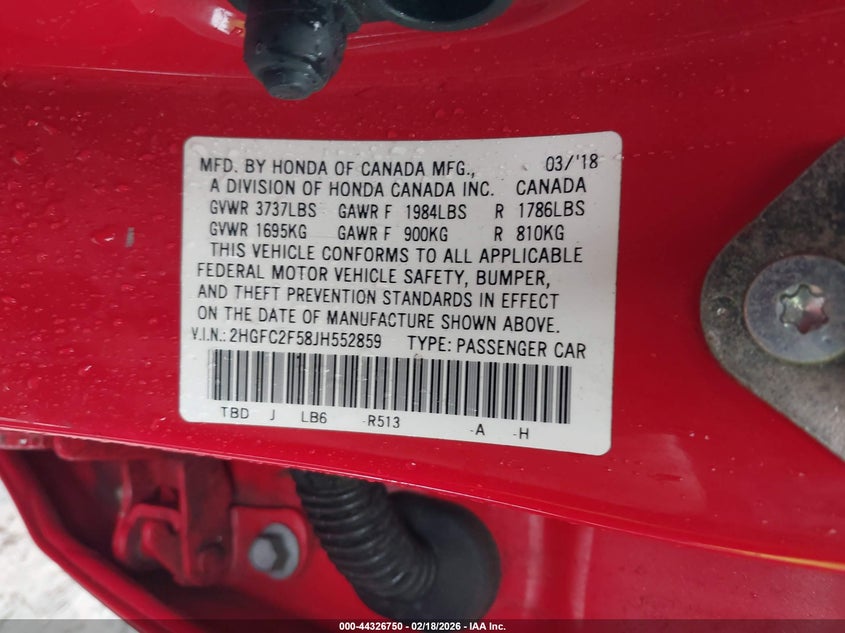 MFD. BY HONDA OF CANADA MFG., 03/'18
A DIVISION OF HONDA CANADA INC. CANADA
GVWR 3737LBS GAWR F 1984LBS R 1786LBS
GVWR 1695KG GAWR F 900KG R 810KG
THIS VEHICLE CONFORMS TO ALL APPLICABLE
FEDERAL MOTOR VEHICLE SAFETY, BUMPER,
AND THEFT PREVENTION STANDARDS IN EFFECT
ON THE DATE OF MANUFACTURE SHOWN ABOVE.
V.I.N.: 2HGFC2F58JH552859 TYPE: PASSENGER CAR
TBD J LB6 -R513 -A -H
000-44326750 — 02/18/2026 — IAA Inc.